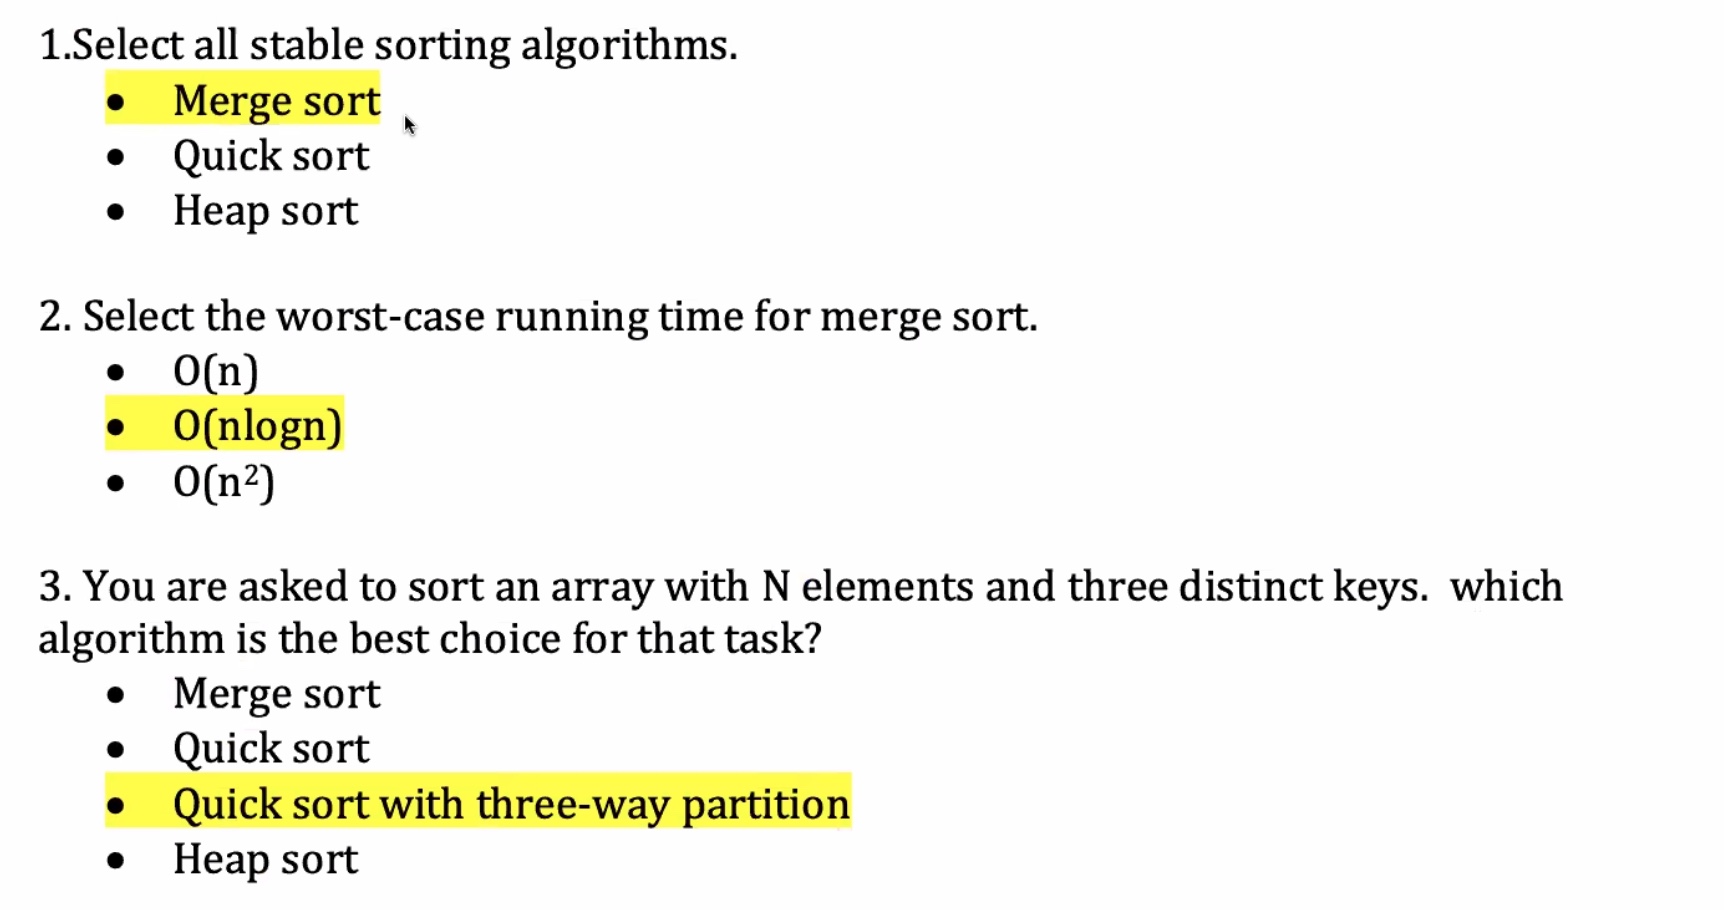 1.Select all stable sorting algorithms.
• Merge sort
• Quick sort
• Heap sort
2. Select the worst-case running time for merge sort.
• O(n)
• O(nlogn)
• O(n²)
3. You are asked to sort an array with N elements and three distinct keys.  which
algorithm is the best choice for that task?
• Merge sort
• Quick sort
• Quick sort with three-way partition
• Heap sort